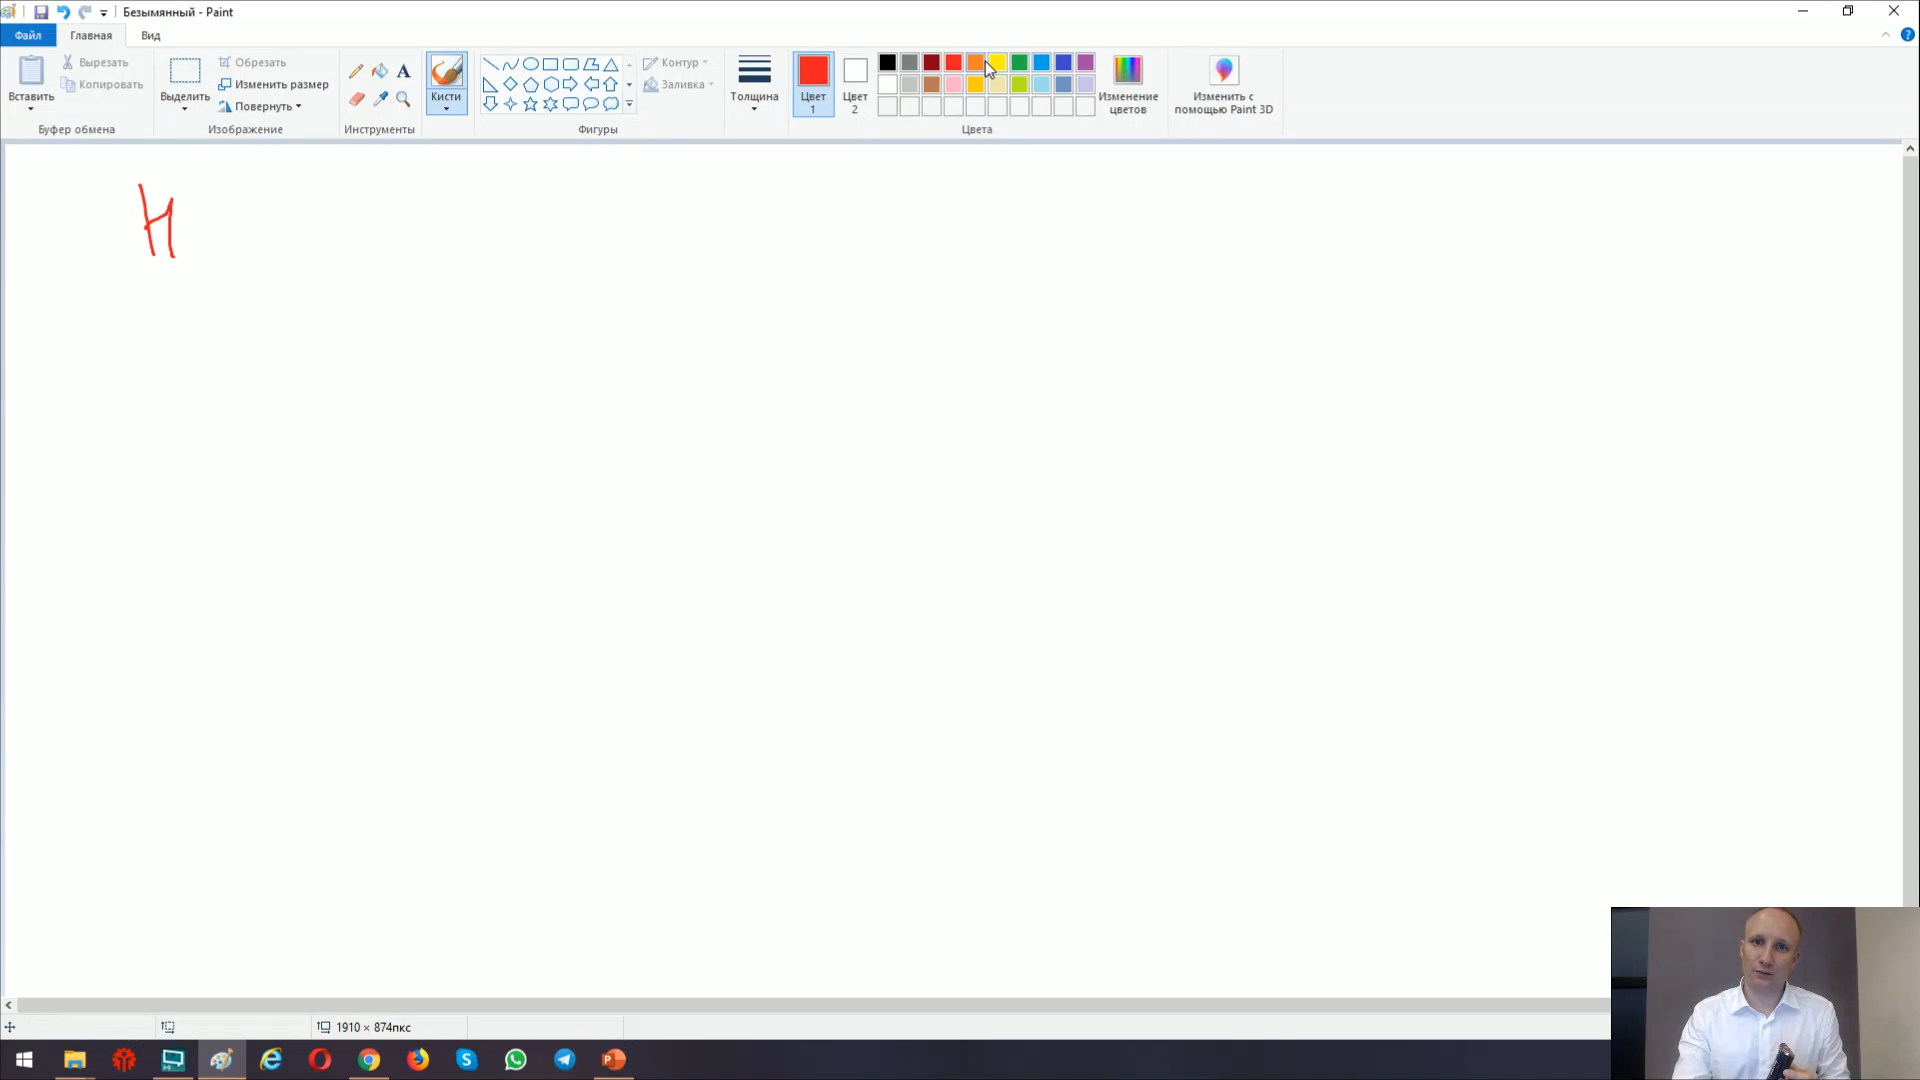 Безымянный - Paint
Файл Главная Вид
Вставить
Вырезать
Копировать
Буфер обмена
Выделить
Обрезать
Изменить размер
Повернуть
Изображение
A
Инструменты
Кисти
Фигуры
Контур
Заливка
Толщина
Цвет 1
Цвет 2
Цвета
Изменение цветов
Изменить с помощью Paint 3D
Н
1910 × 874пкс